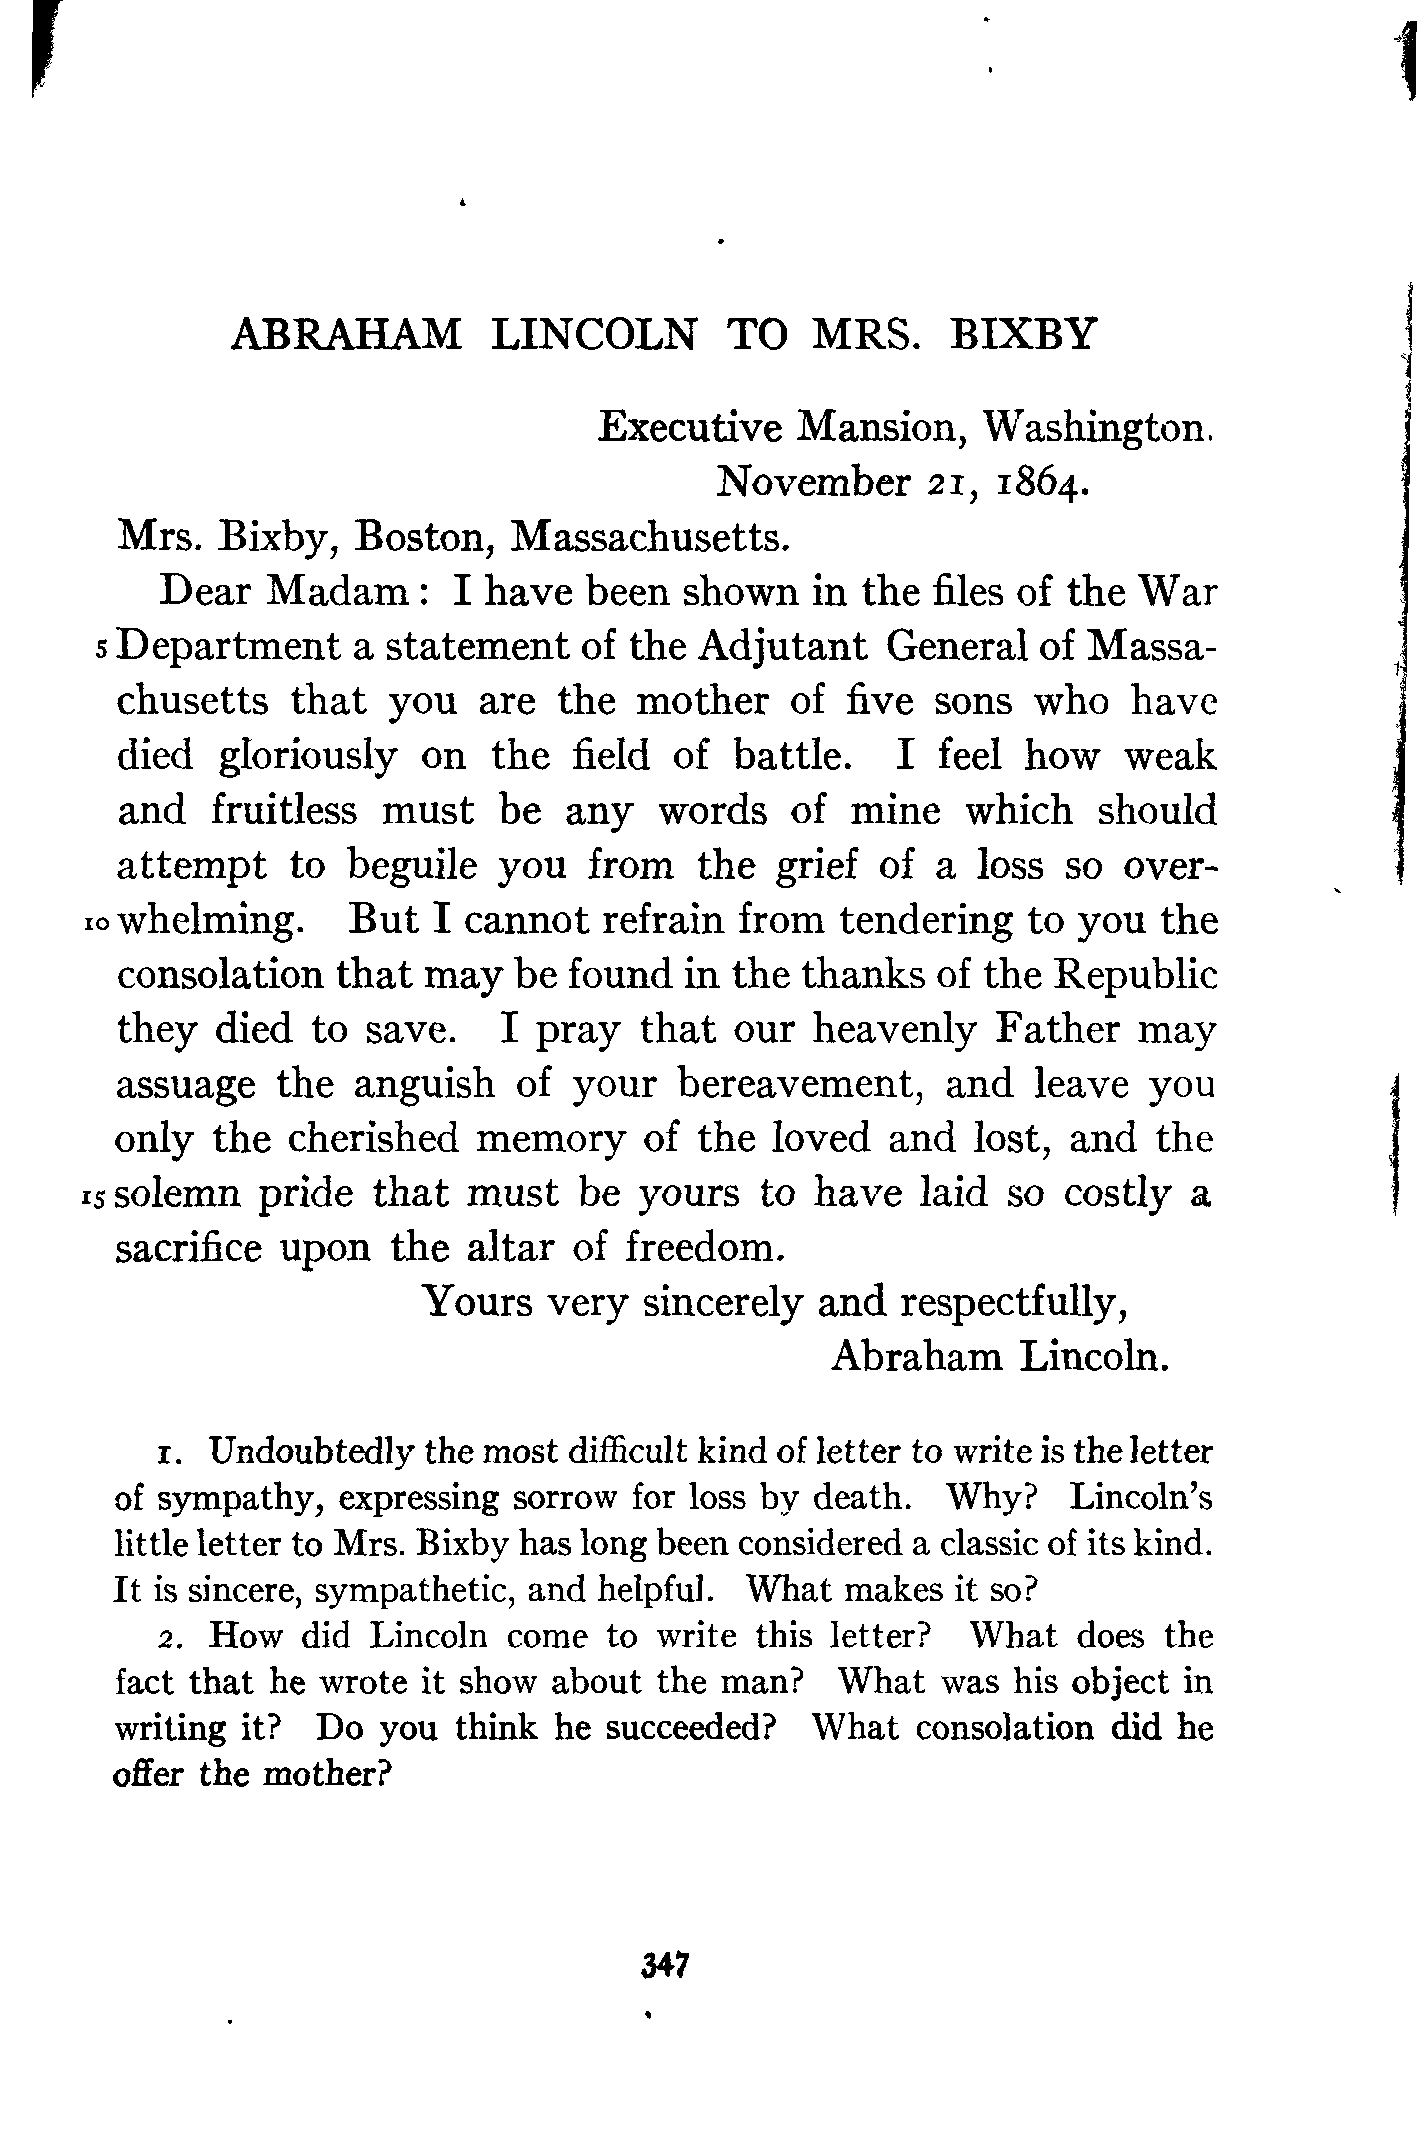 ABRAHAM LINCOLN TO MRS. BIXBY
Executive Mansion, Washington.
November 21, 1864.
Mrs. Bixby, Boston, Massachusetts.
Dear Madam: I have been shown in the files of the War
5 Department a statement of the Adjutant General of Massa-
chusetts that you are the mother of five sons who have
died gloriously on the field of battle. I feel how weak
and fruitless must be any words of mine which should
attempt to beguile you from the grief of a loss so over-
10 whelming. But I cannot refrain from tendering to you the
consolation that may be found in the thanks of the Republic
they died to save. I pray that our heavenly Father may
assuage the anguish of your bereavement, and leave you
only the cherished memory of the loved and lost, and the
15 solemn pride that must be yours to have laid so costly a
sacrifice upon the altar of freedom.
Yours very sincerely and respectfully,
Abraham Lincoln.
1. Undoubtedly the most difficult kind of letter to write is the letter
of sympathy, expressing sorrow for loss by death. Why? Lincoln's
little letter to Mrs. Bixby has long been considered a classic of its kind.
It is sincere, sympathetic, and helpful. What makes it so?
2. How did Lincoln come to write this letter? What does the
fact that he wrote it show about the man? What was his object in
writing it? Do you think he succeeded? What consolation did he
offer the mother?
347